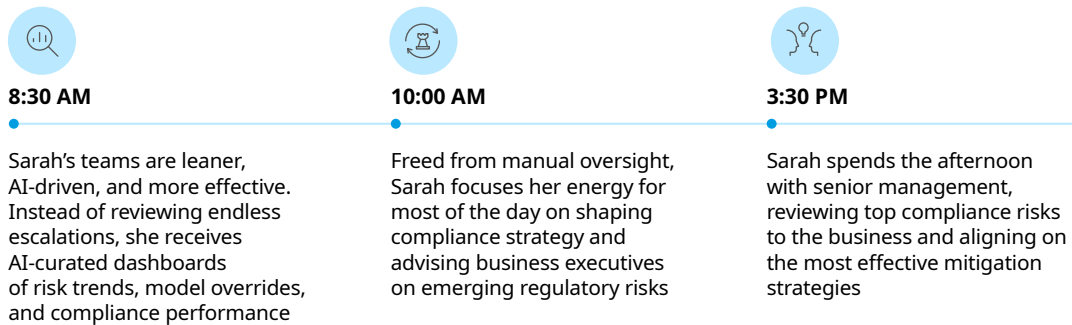 8:30 AM
Sarah’s teams are leaner,
AI-driven, and more effective.
Instead of reviewing endless
escalations, she receives
AI-curated dashboards
of risk trends, model overrides,
and compliance performance
10:00 AM
Freed from manual oversight,
Sarah focuses her energy for
most of the day on shaping
compliance strategy and
advising business executives
on emerging regulatory risks
3:30 PM
Sarah spends the afternoon
with senior management,
reviewing top compliance risks
to the business and aligning on
the most effective mitigation
strategies